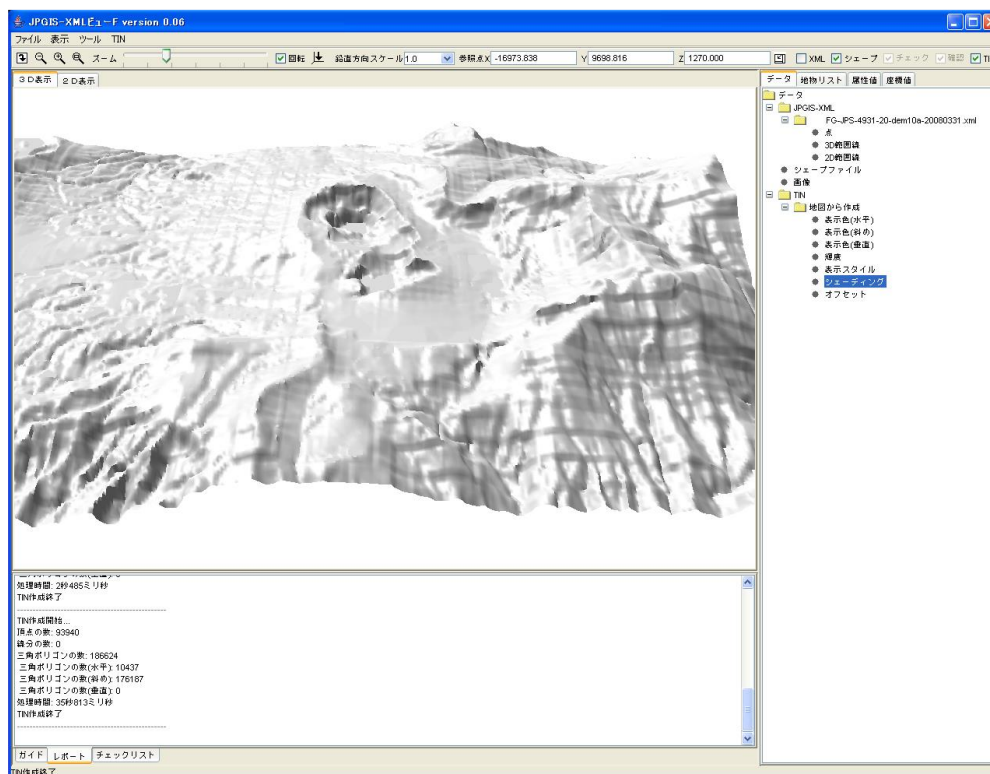 JPGIS-XMLビューF version 0.06
ファイル 表示 ツール TIN
ズーム 回転 鉛直方向スケール 1.0 参照点X -16973.838 Y 9698.816 Z 1270.000 XML シェープ チェック 確認 TI
3D表示 2D表示
データ 地物リスト 属性値 座標値
データ
JPGIS-XML
FG-JPS-4931-20-dem10a-20080331.xml
点
3D範囲線
2D範囲線
シェープファイル
画像
TIN
地図から作成
表示色(水平)
表示色(斜め)
表示色(垂直)
輝度
表示スタイル
シェーディング
オフセット
三角ポリゴンの数(垂直): 0
処理時間: 2秒485ミリ秒
TIN作成終了
TIN作成開始...
頂点の数: 93940
線分の数: 0
三角ポリゴンの数: 186624
三角ポリゴンの数(水平): 10437
三角ポリゴンの数(斜め): 176187
三角ポリゴンの数(垂直): 0
処理時間: 35秒813ミリ秒
TIN作成終了
ガイド レポート チェックリスト
TIN作成終了